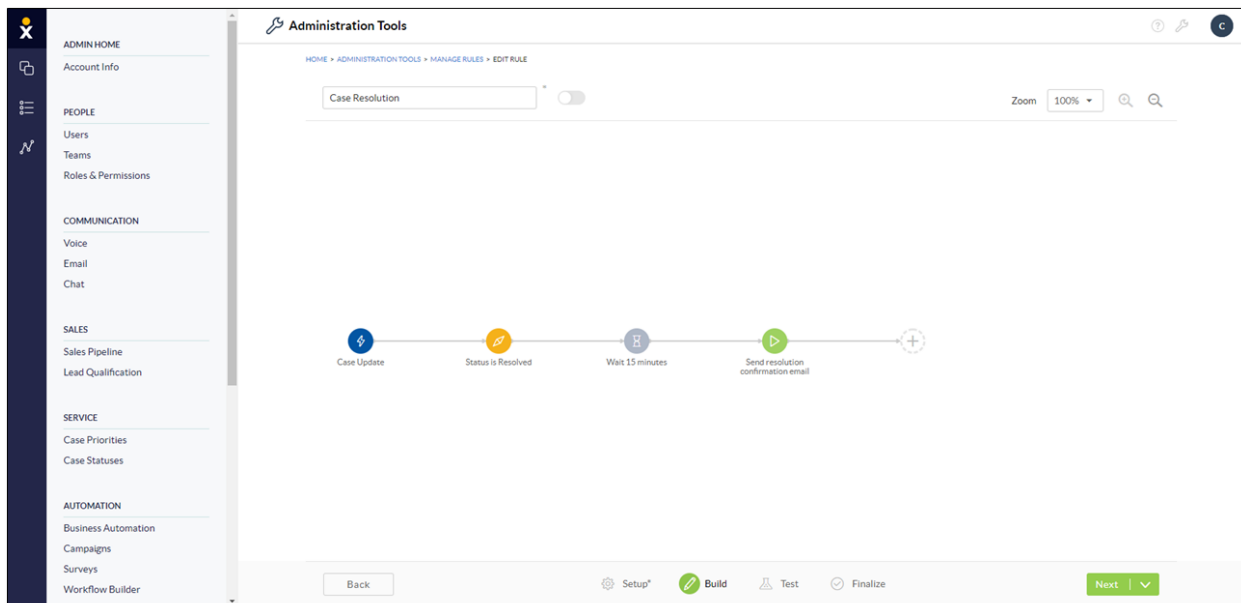 Administration Tools
C
ADMIN HOME
Account Info
PEOPLE
Users
Teams
Roles & Permissions
COMMUNICATION
Voice
Email
Chat
SALES
Sales Pipeline
Lead Qualification
SERVICE
Case Priorities
Case Statuses
AUTOMATION
Business Automation
Campaigns
Surveys
Workflow Builder
HOME > ADMINISTRATION TOOLS > MANAGE RULES > EDIT RULE
Case Resolution *
Zoom 100%
Case Update
Status is Resolved
Wait 15 minutes
Send resolution
confirmation email
Back
Setup*
Build
Test
Finalize
Next